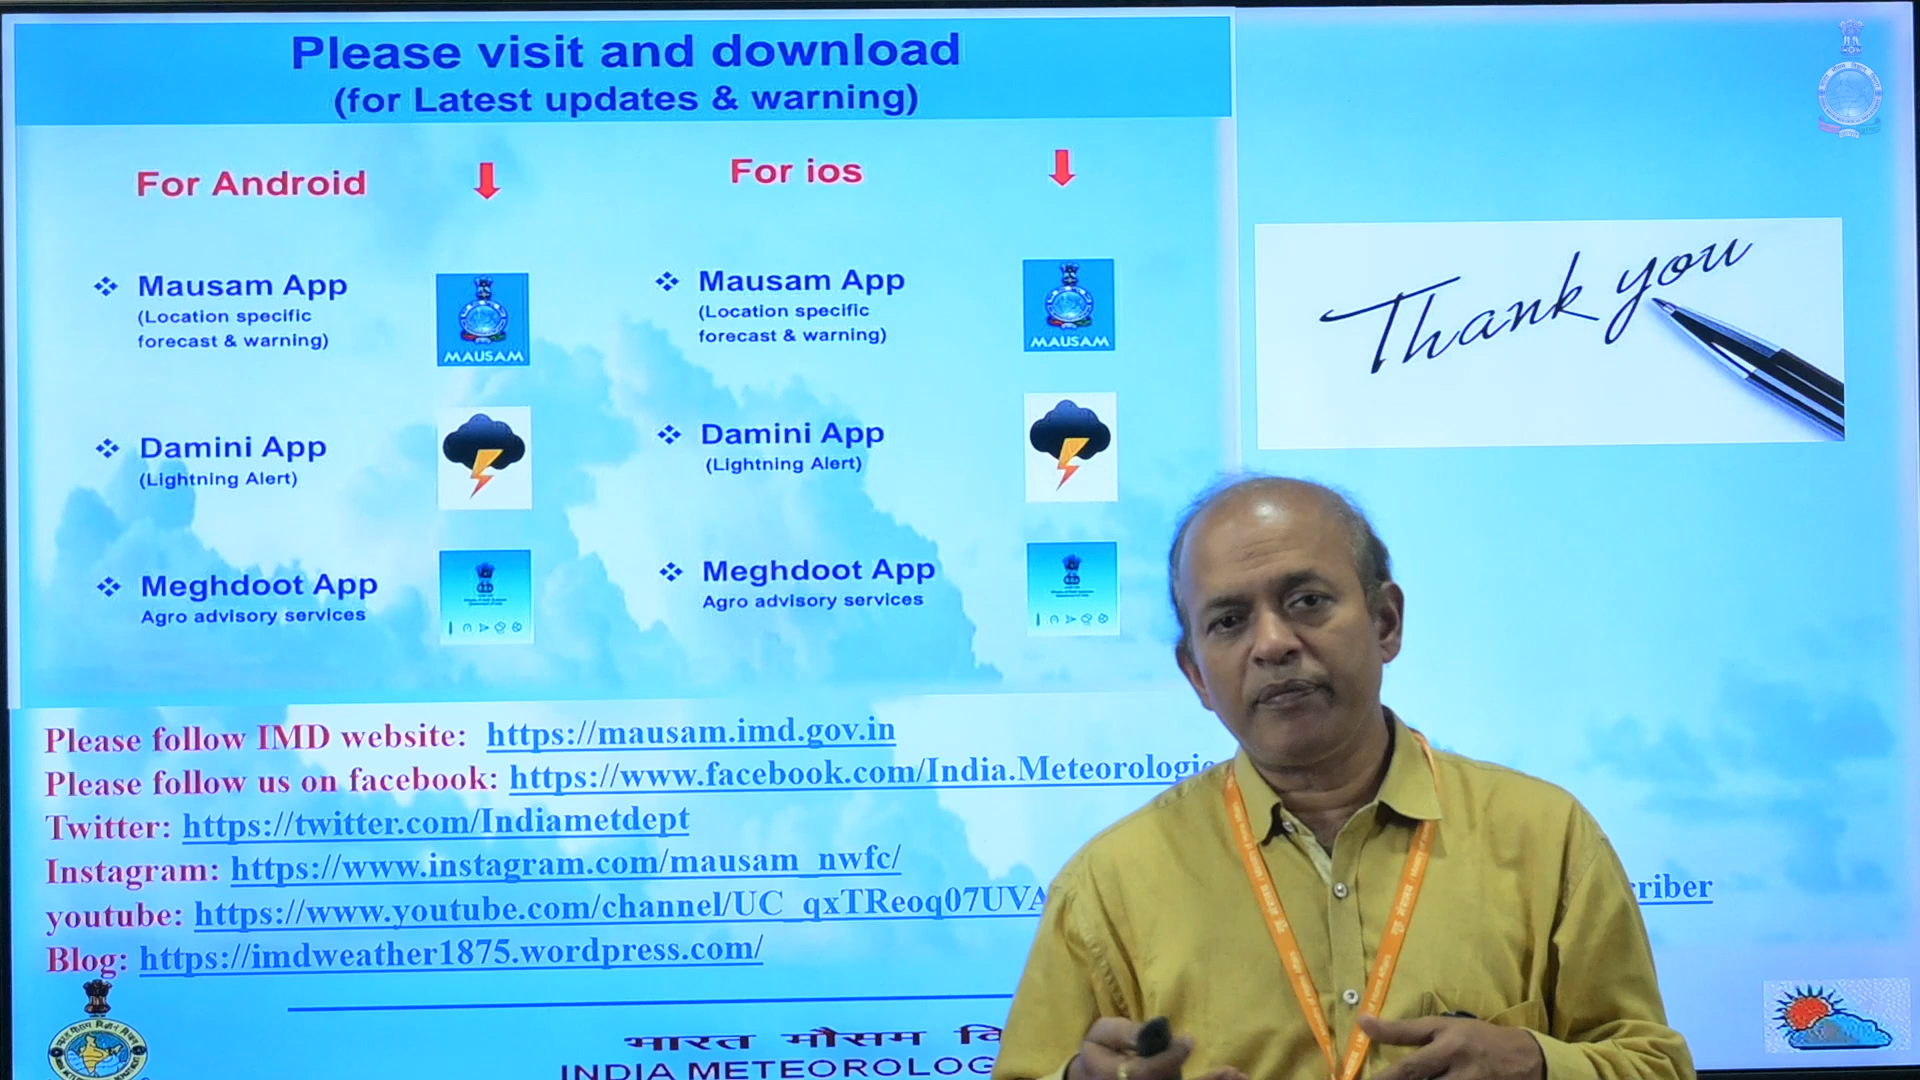 Please visit and download
(for Latest updates & warning)
For Android
For ios
Mausam App
(Location specific
forecast & warning)
MAUSAM
Mausam App
(Location specific
forecast & warning)
MAUSAM
Damini App
(Lightning Alert)
Damini App
(Lightning Alert)
Meghdoot App
Agro advisory services
Meghdoot App
Agro advisory services
Thank you
Please follow IMD website: https://mausam.imd.gov.in
Please follow us on facebook: https://www.facebook.com/India.Meteorologic
Twitter: https://twitter.com/Indiametdept
Instagram: https://www.instagram.com/mausam_nwfc/
youtube: https://www.youtube.com/channel/UC_qxTReoq07UVA riber
Blog: https://imdweather1875.wordpress.com/
भारत मौसम वि
INDIA METEOROLOG